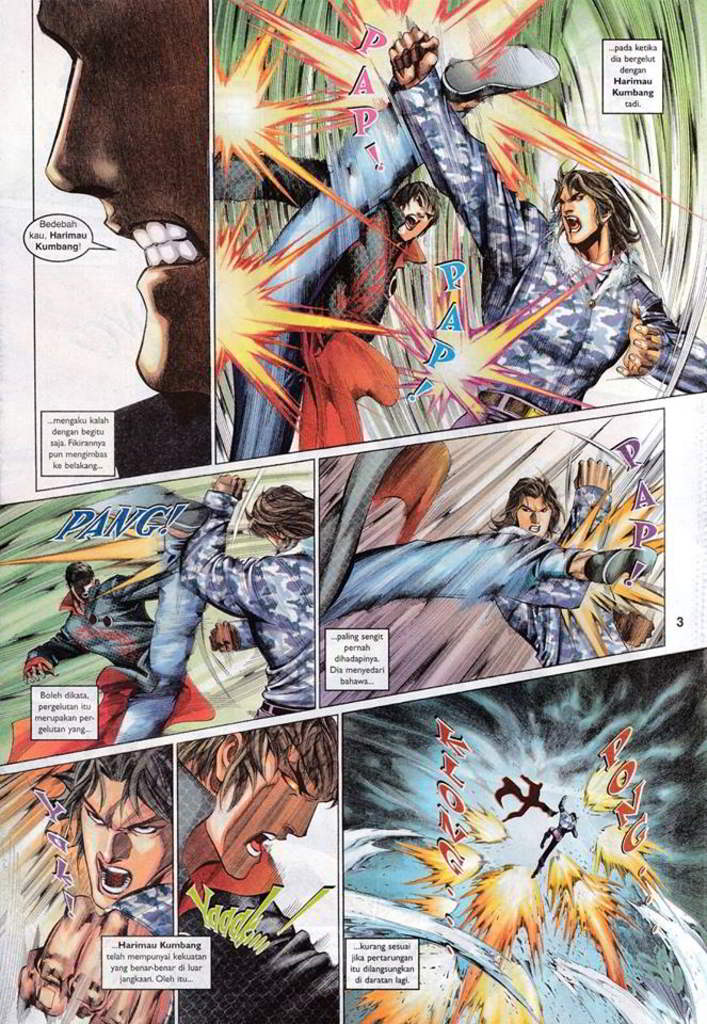 Bedebah
kau, Harimau
Kumbang!
...mengaku kalah
dengan begitu
saja. Fikirannya
pun mengimbas
ke belakang...
PAP!
PAP!
...pada ketika
dia bergelut
dengan
Harimau
Kumbang
tadi.
PANG!
Boleh dikata,
pergelutan itu
merupakan per-
gelutan yang...
PAP!
...paling sengit
pernah
dihadapinya.
Dia menyedari
bahawa...
3
...Harimau Kumbang
telah mempunyai kekuatan
yang benar-benar di luar
jangkaan. Oleh itu...
Yaaahh!
PONG!
...kurang sesuai
jika pertarungan
itu dilangsungkan
di daratan lagi.